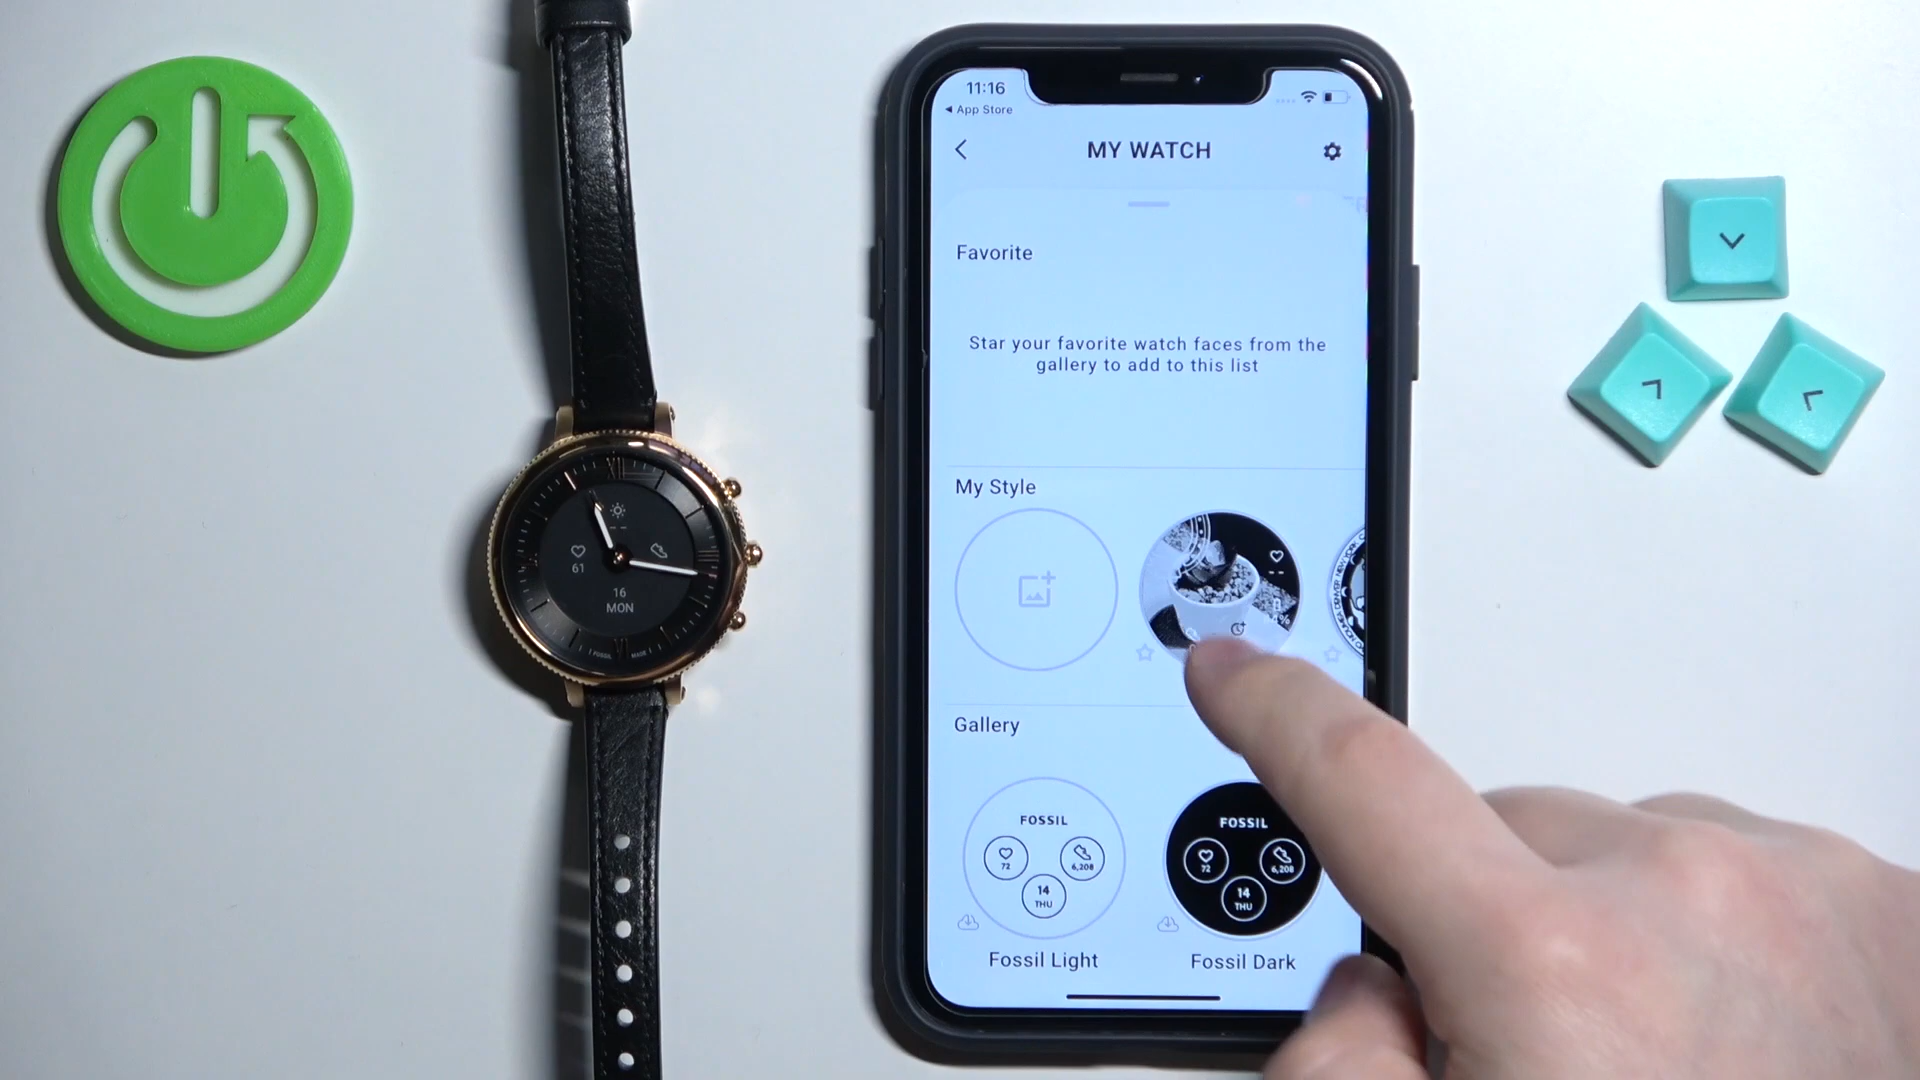 11:16
App Store
MY WATCH
Favorite
Star your favorite watch faces from the
gallery to add to this list
My Style
Gallery
FOSSIL
72
6,208
14
THU
Fossil Light
FOSSIL
72
6,208
14
THU
Fossil Dark
61
16
MON
FOSSIL